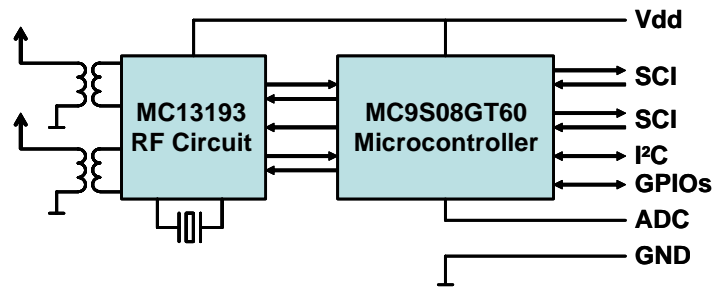 Vdd
MC13193
RF Circuit
MC9S08GT60
Microcontroller
SCI
SCI
I²C
GPIOs
ADC
GND